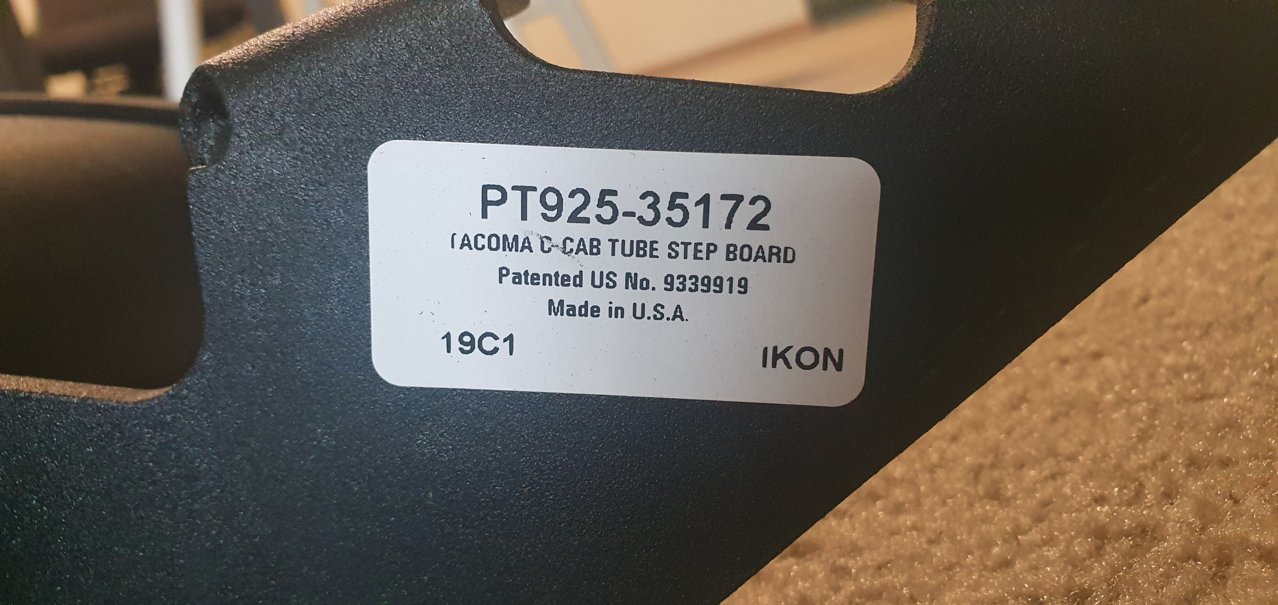 PT925-35172
TACOMA C-CAB TUBE STEP BOARD
Patented US No. 9339919
Made in U.S.A.
19C1 IKON